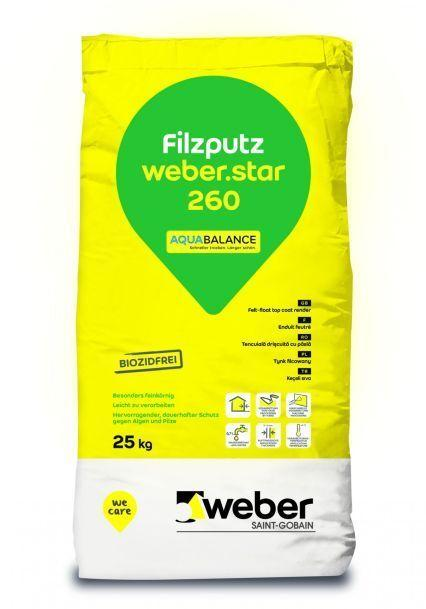 Filzputz
weber.star
260
AQUABALANCE
Schneller trocken. Länger schön.
GB
Felt-float top coat render
F
Enduit feutré
RO
Tencuială drișcuită cu pâslă
PL
Tynk filcowany
TR
Keçeli sıva
BIOZIDFREI
Besonders feinkörnig
Leicht zu verarbeiten
Hervorragender, dauerhafter Schutz
gegen Algen und Pilze
25 kg
we
care
weber
SAINT-GOBAIN